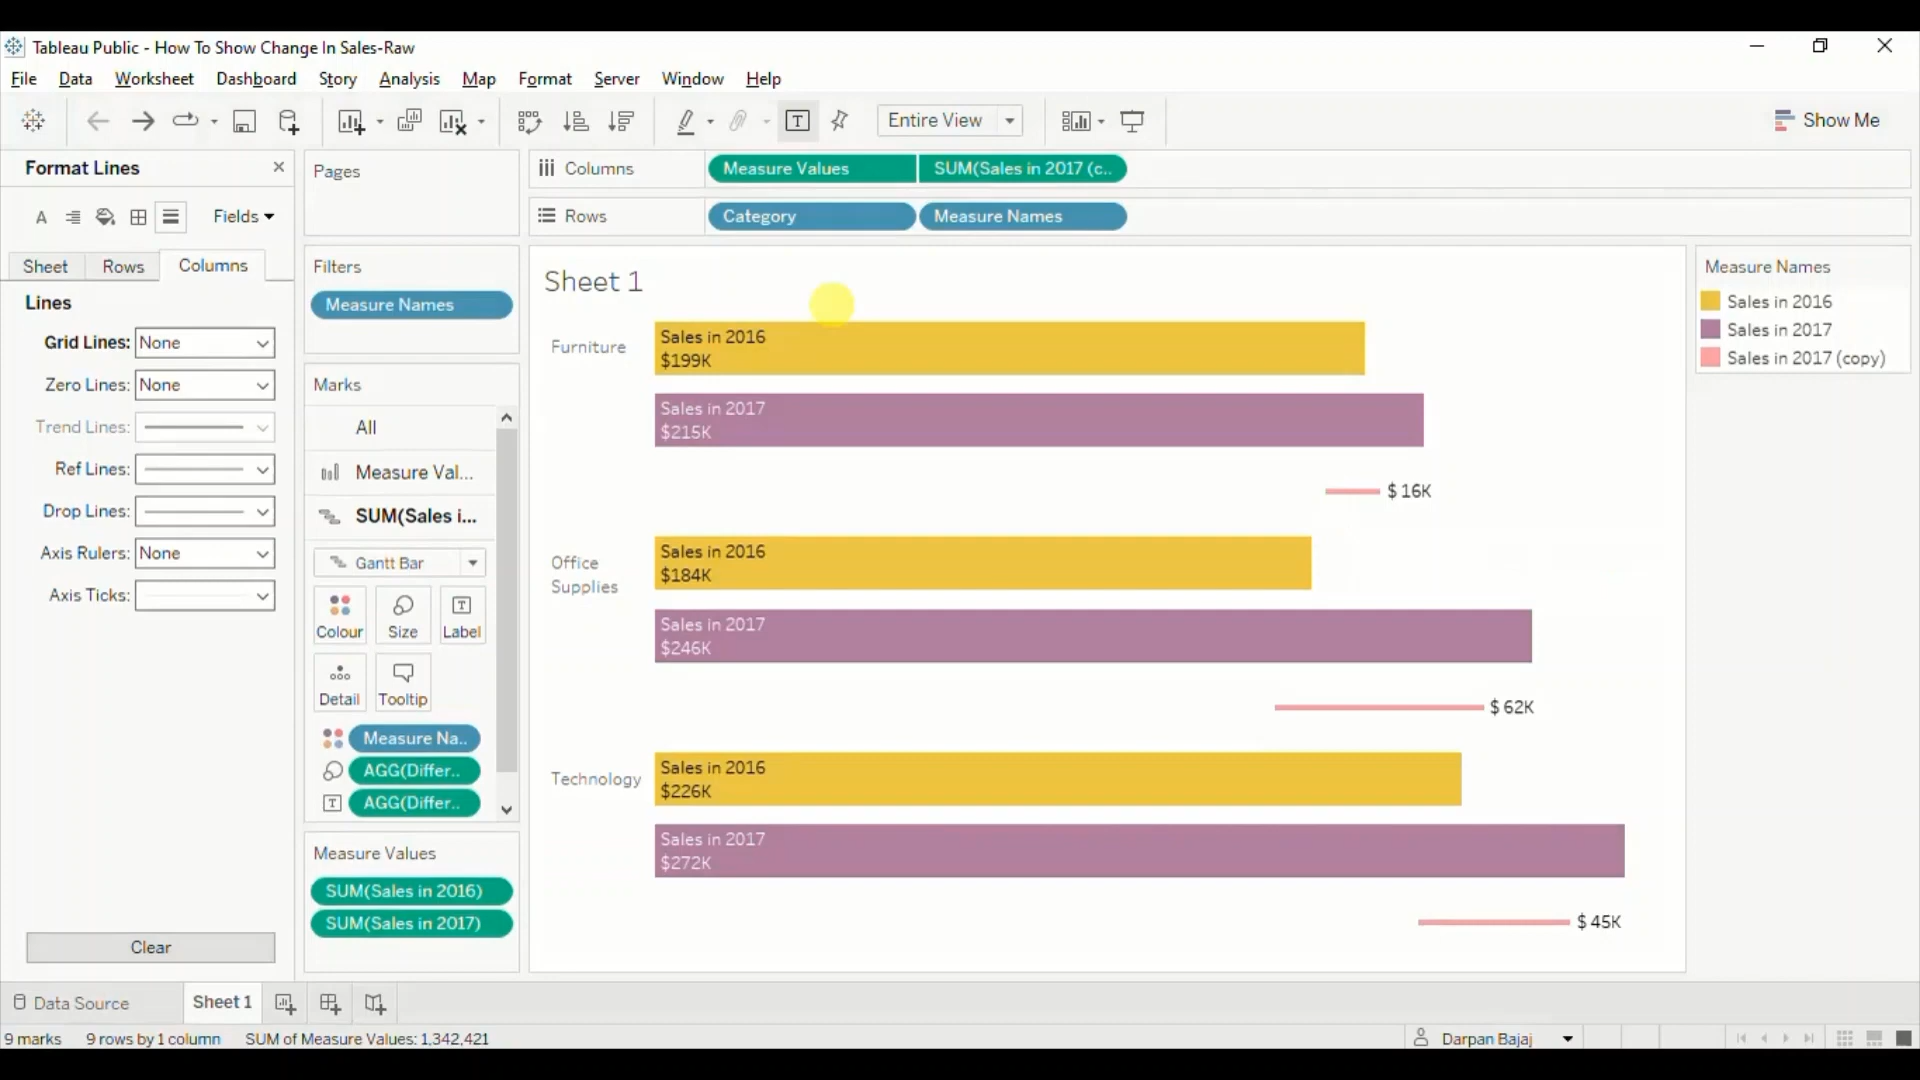 Tableau Public - How To Show Change In Sales-Raw
File Data Worksheet Dashboard Story Analysis Map Format Server Window Help
Entire View
Show Me
Format Lines
Fields
Sheet Rows Columns
Lines
Grid Lines: None
Zero Lines: None
Trend Lines:
Ref Lines:
Drop Lines:
Axis Rulers: None
Axis Ticks:
Clear
Pages
Filters
Measure Names
Marks
All
Measure Val...
SUM(Sales i...
Gantt Bar
Colour Size Label
Detail Tooltip
Measure Na..
AGG(Differ..
AGG(Differ..
Measure Values
SUM(Sales in 2016)
SUM(Sales in 2017)
Columns Measure Values SUM(Sales in 2017 (c..
Rows Category Measure Names
Sheet 1
Furniture
Sales in 2016
$199K
Sales in 2017
$215K
$ 16K
Office
Supplies
Sales in 2016
$184K
Sales in 2017
$246K
$ 62K
Technology
Sales in 2016
$226K
Sales in 2017
$272K
$ 45K
Measure Names
Sales in 2016
Sales in 2017
Sales in 2017 (copy)
Data Source Sheet 1
9 marks 9 rows by 1 column SUM of Measure Values: 1,342,421
Darpan Bajaj